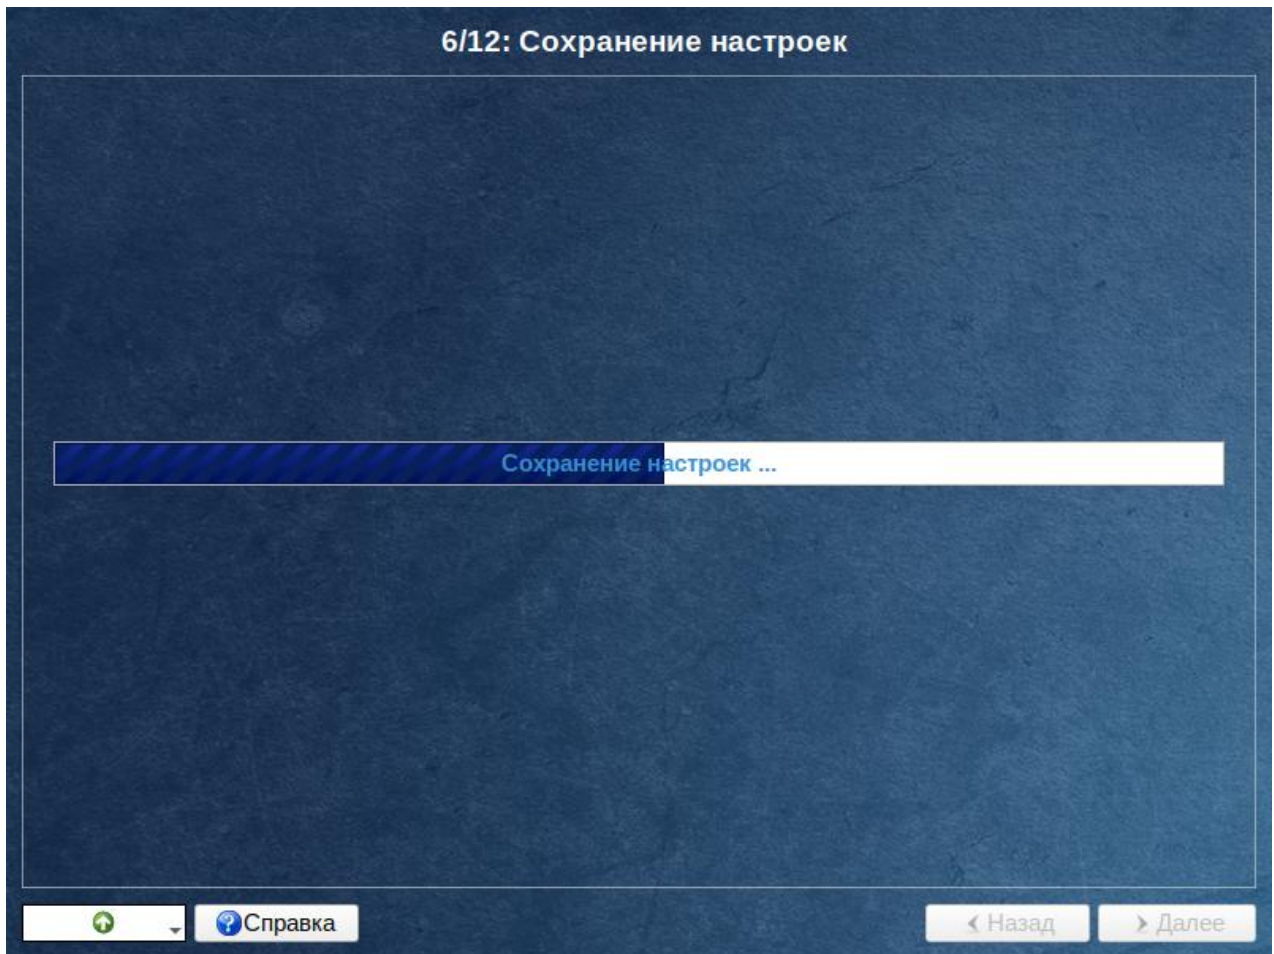 6/12: Сохранение настроек
Сохранение настроек ...
Справка
Назад
Далее